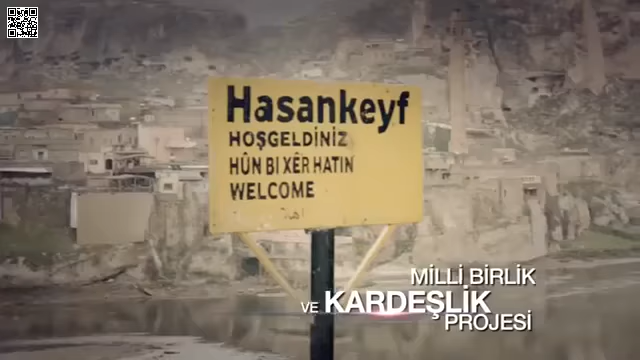 Hasankeyf
HOŞGELDİNİZ
HÛN BI XÊR HATIN
WELCOME
MİLLİ BİRLİK
VE KARDEŞLİK
PROJESİ